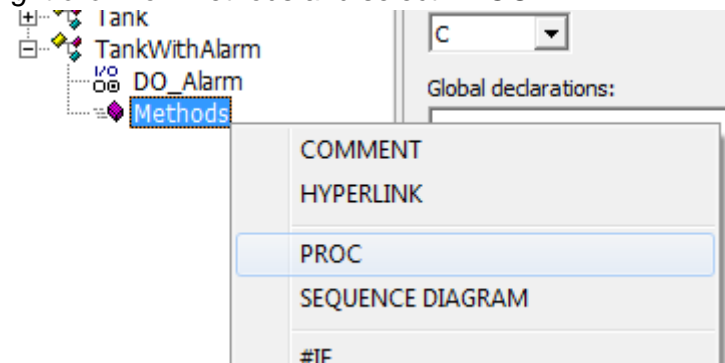 Tank
TankWithAlarm
I/O DO_Alarm
Methods
C
Global declarations:
COMMENT
HYPERLINK
PROC
SEQUENCE DIAGRAM
#IF